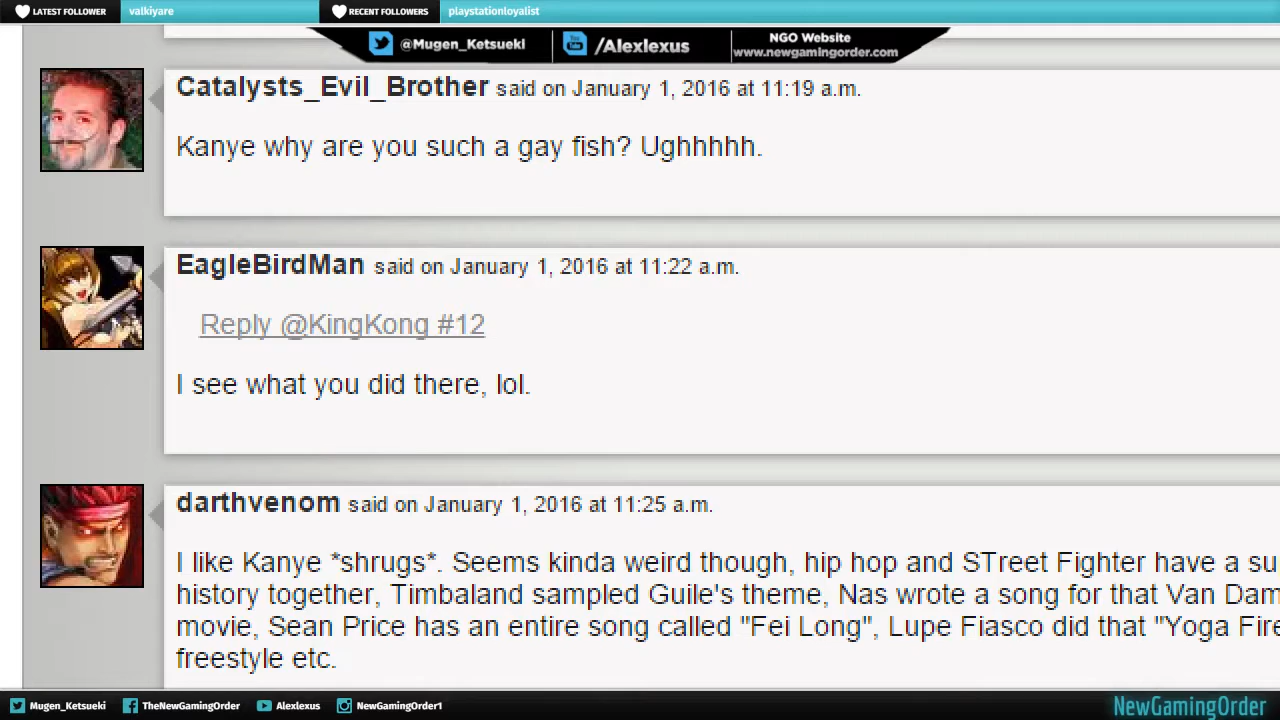 LATEST FOLLOWER valkiyare RECENT FOLLOWERS playstationloyalist
@Mugen_Ketsueki /Alexlexus NGO Website
www.newgamingorder.com
Catalysts_Evil_Brother said on January 1, 2016 at 11:19 a.m.
Kanye why are you such a gay fish? Ughhhhh.
EagleBirdMan said on January 1, 2016 at 11:22 a.m.
Reply @KingKong #12
I see what you did there, lol.
darthvenom said on January 1, 2016 at 11:25 a.m.
I like Kanye *shrugs*. Seems kinda weird though, hip hop and STreet Fighter have a su
history together, Timbaland sampled Guile's theme, Nas wrote a song for that Van Dam
movie, Sean Price has an entire song called "Fei Long", Lupe Fiasco did that "Yoga Fire
freestyle etc.
Mugen_Ketsueki TheNewGamingOrder Alexlexus NewGamingOrder1 NewGamingOrder